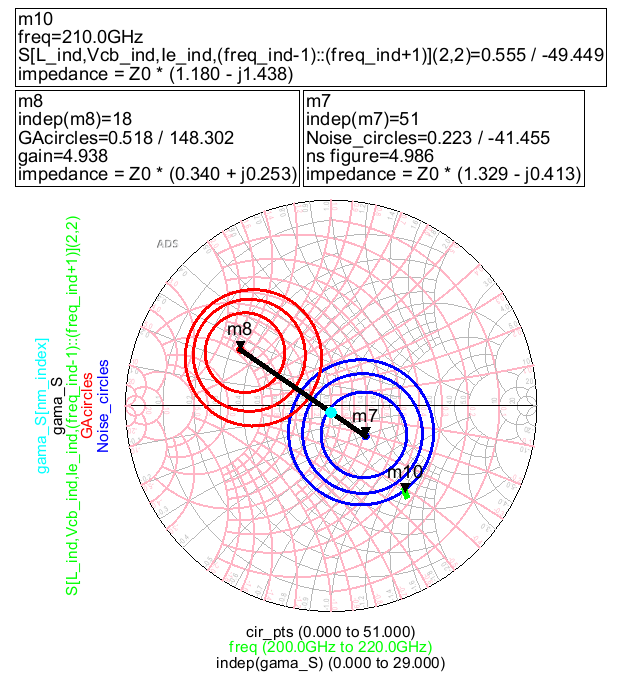 m10
freq=210.0GHz
S[L_ind,Vcb_ind,Ie_ind,(freq_ind-1)::(freq_ind+1)](2,2)=0.555 / -49.449
impedance = Z0 * (1.180 - j1.438)
m8
indep(m8)=18
GAcircles=0.518 / 148.302
gain=4.938
impedance = Z0 * (0.340 + j0.253)
m7
indep(m7)=51
Noise_circles=0.223 / -41.455
ns figure=4.986
impedance = Z0 * (1.329 - j0.413)
ADS
m8
m7
m10
gama_S[nm_index]
gama_S
S[L_ind,Vcb_ind,Ie_ind,(freq_ind-1)::(freq_ind+1)](2,2)
GAcircles
Noise_circles
cir_pts (0.000 to 51.000)
freq (200.0GHz to 220.0GHz)
indep(gama_S) (0.000 to 29.000)